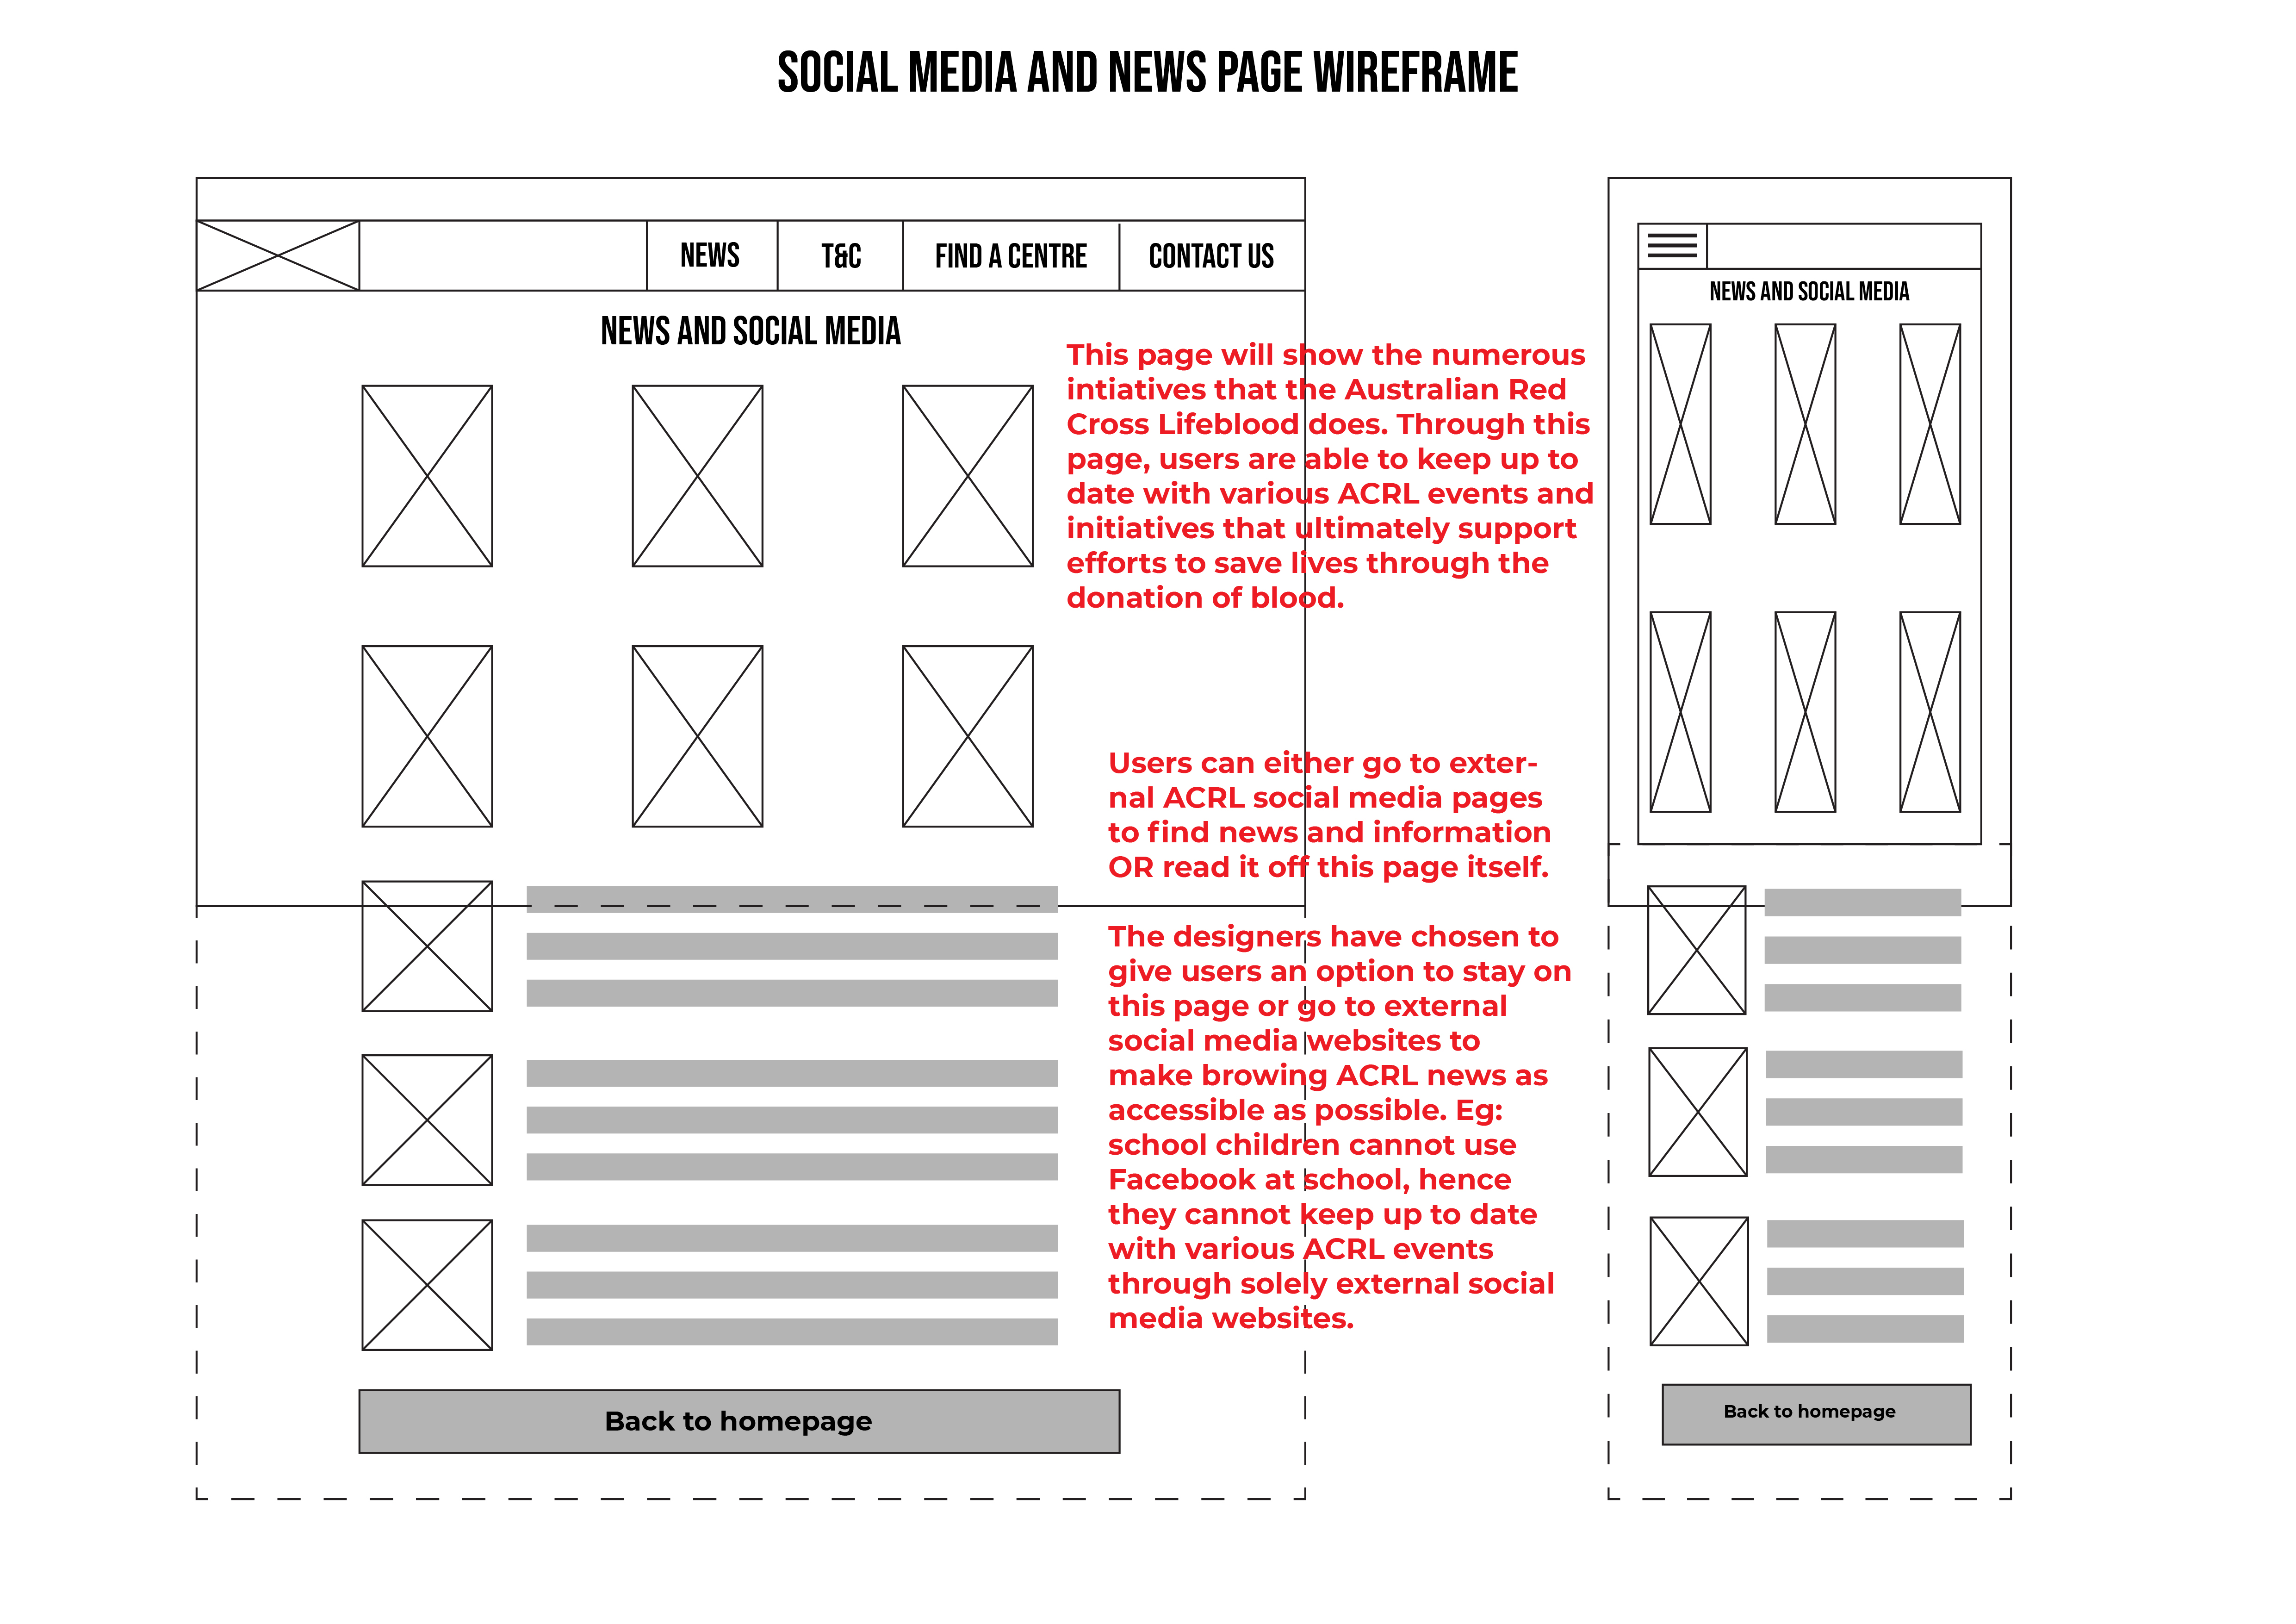 SOCIAL MEDIA AND NEWS PAGE WIREFRAME
NEWS
T&C
FIND A CENTRE
CONTACT US
NEWS AND SOCIAL MEDIA
This page will show the numerous
intiatives that the Australian Red
Cross Lifeblood does. Through this
page, users are able to keep up to
date with various ACRL events and
initiatives that ultimately support
efforts to save lives through the
donation of blood.
Users can either go to exter-
nal ACRL social media pages
to find news and information
OR read it off this page itself.
The designers have chosen to
give users an option to stay on
this page or go to external
social media websites to
make browing ACRL news as
accessible as possible. Eg:
school children cannot use
Facebook at school, hence
they cannot keep up to date
with various ACRL events
through solely external social
media websites.
Back to homepage
NEWS AND SOCIAL MEDIA
Back to homepage